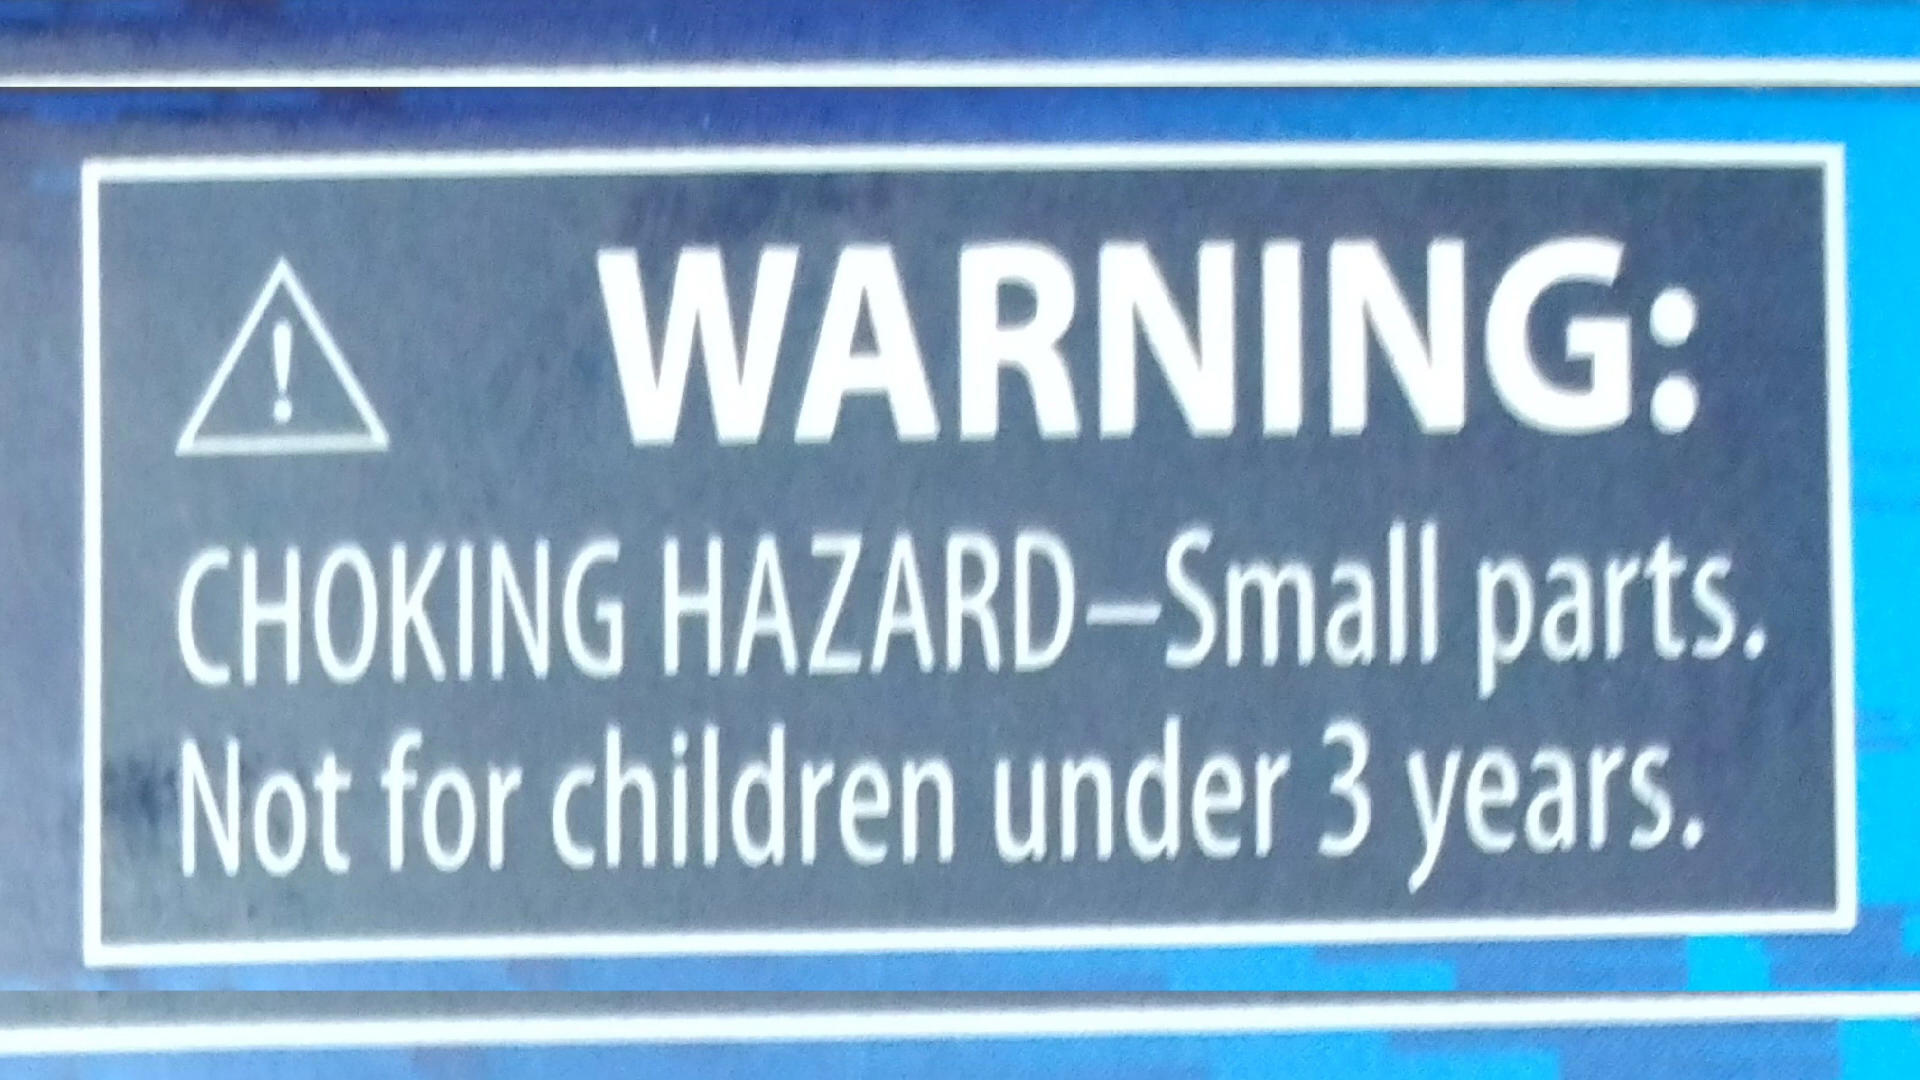 WARNING:
CHOKING HAZARD–Small parts.
Not for children under 3 years.